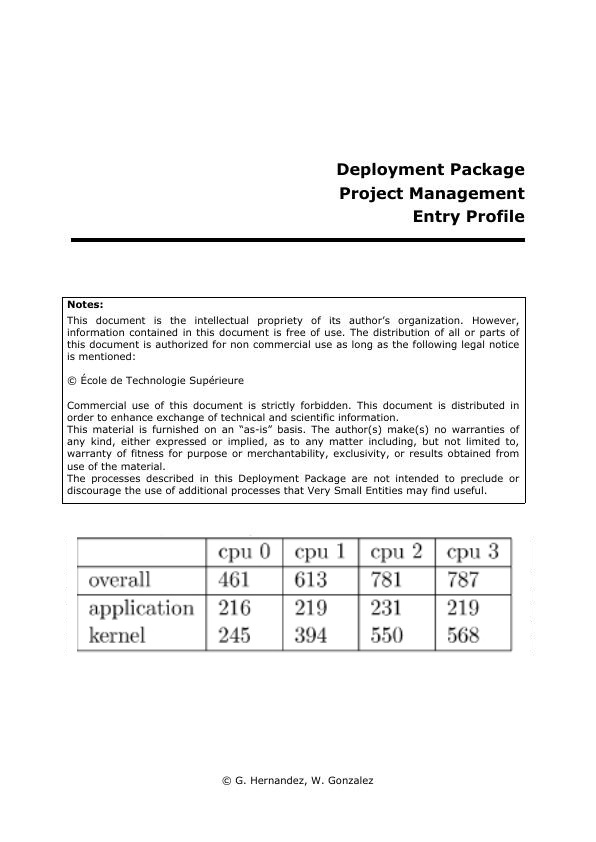 Deployment Package
Project Management
Entry Profile
Notes:
This document is the intellectual propriety of its author’s organization. However,
information contained in this document is free of use. The distribution of all or parts of
this document is authorized for non commercial use as long as the following legal notice
is mentioned:
© École de Technologie Supérieure
Commercial use of this document is strictly forbidden. This document is distributed in
order to enhance exchange of technical and scientific information.
This material is furnished on an “as-is” basis. The author(s) make(s) no warranties of
any kind, either expressed or implied, as to any matter including, but not limited to,
warranty of fitness for purpose or merchantability, exclusivity, or results obtained from
use of the material.
The processes described in this Deployment Package are not intended to preclude or
discourage the use of additional processes that Very Small Entities may find useful.
cpu 0 cpu 1 cpu 2 cpu 3
overall 461 613 781 787
application 216 219 231 219
kernel 245 394 550 568
© G. Hernandez, W. Gonzalez